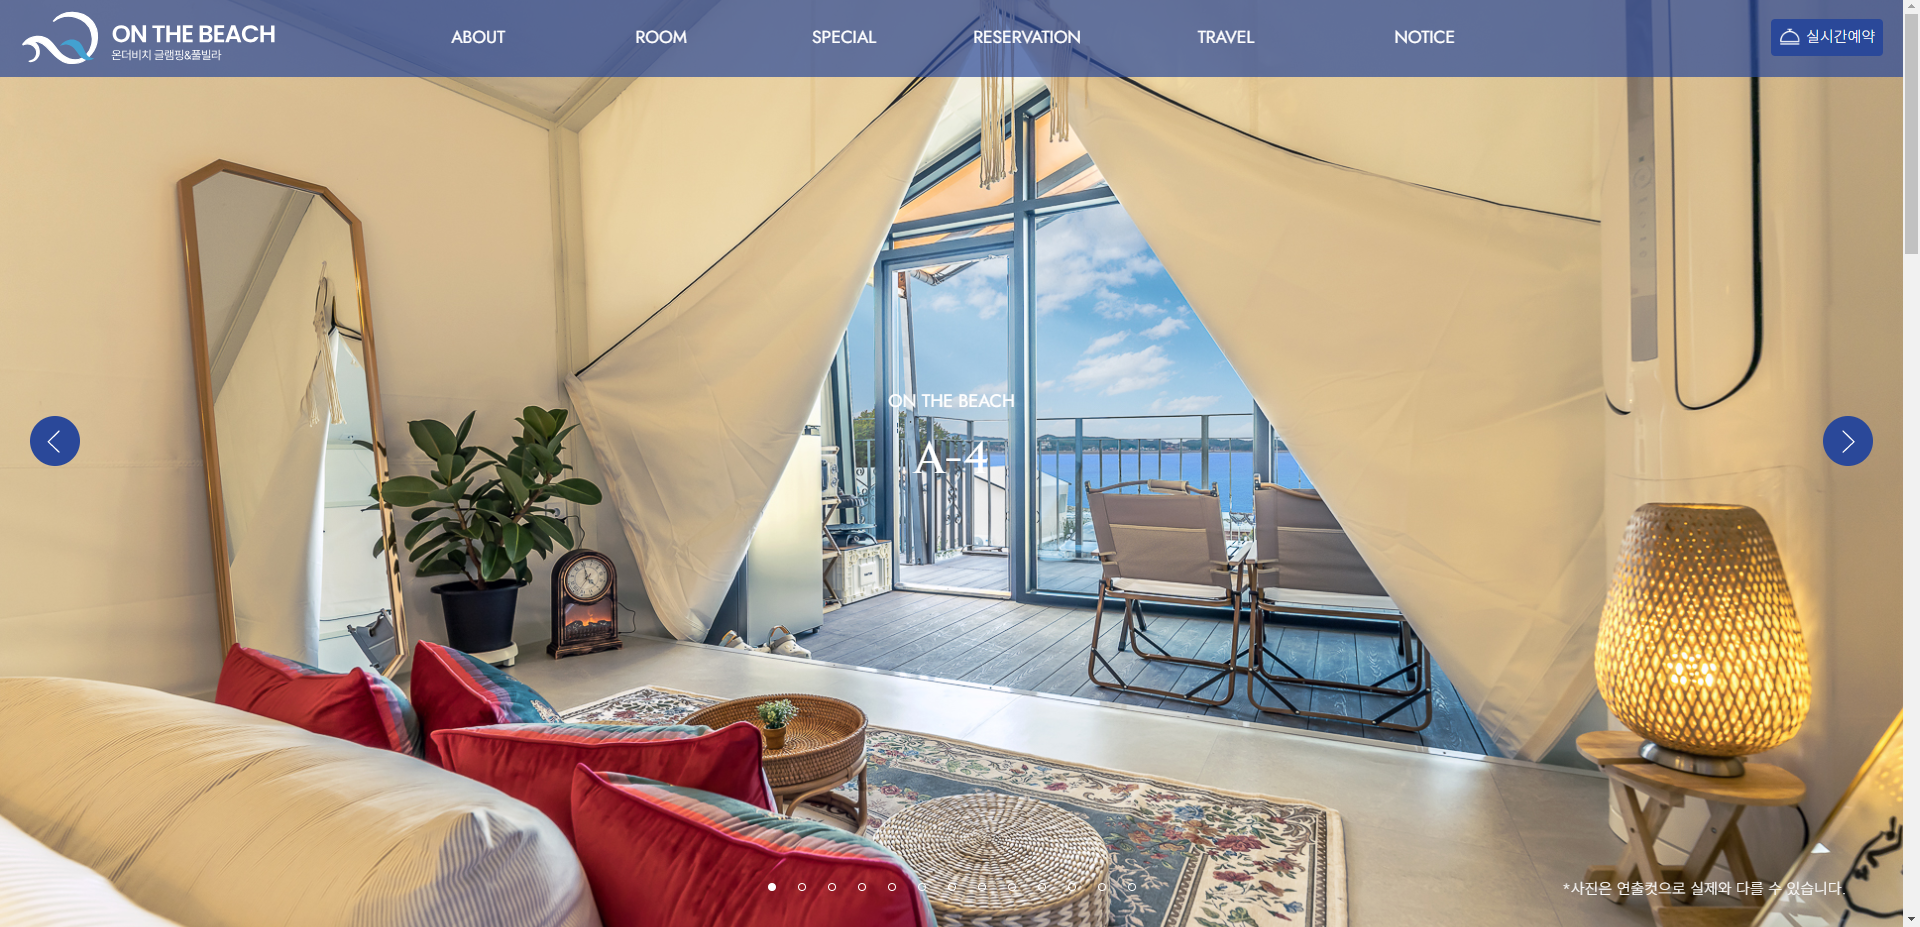 ON THE BEACH
온더비치 글램핑&풀빌라
ABOUT
ROOM
SPECIAL
RESERVATION
TRAVEL
NOTICE
실시간예약
ON THE BEACH
A-4
*사진은 연출컷으로 실제와 다를 수 있습니다.